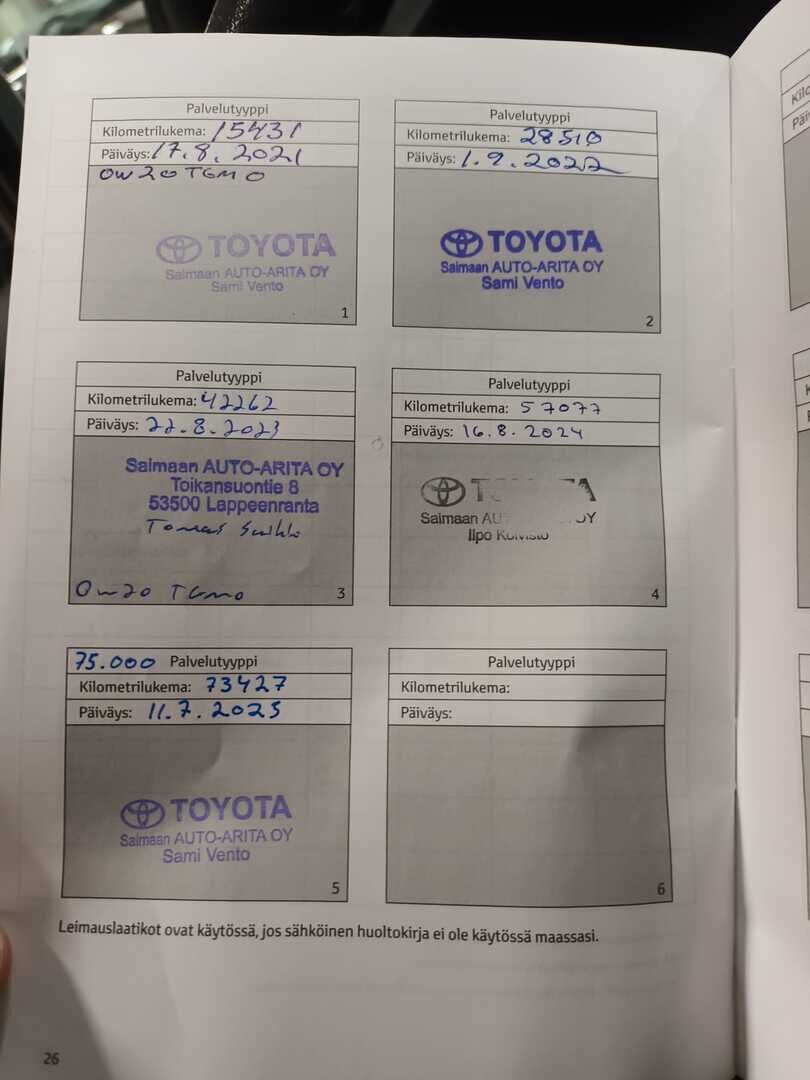 Palvelutyyppi
Kilometrilukema: 15431
Päiväys: 17.8.2021
0W20 TGMO
TOYOTA
Saimaan AUTO-ARITA OY
Sami Vento
1
Palvelutyyppi
Kilometrilukema: 28510
Päiväys: 1.9.2022
TOYOTA
Saimaan AUTO-ARITA OY
Sami Vento
2
Palvelutyyppi
Kilometrilukema: 42262
Päiväys: 22.8.2023
Saimaan AUTO-ARITA OY
Toikansuontie 8
53500 Lappeenranta
Tomas
0w20 TGMO
3
Palvelutyyppi
Kilometrilukema: 57077
Päiväys: 16.8.2024
Saimaan
Ilpo Koivisto
4
75.000 Palvelutyyppi
Kilometrilukema: 73427
Päiväys: 11.7.2025
TOYOTA
Saimaan AUTO-ARITA OY
Sami Vento
5
Palvelutyyppi
Kilometrilukema:
Päiväys:
6
Leimauslaatikot ovat käytössä, jos sähköinen huoltokirja ei ole käytössä maassasi.
26